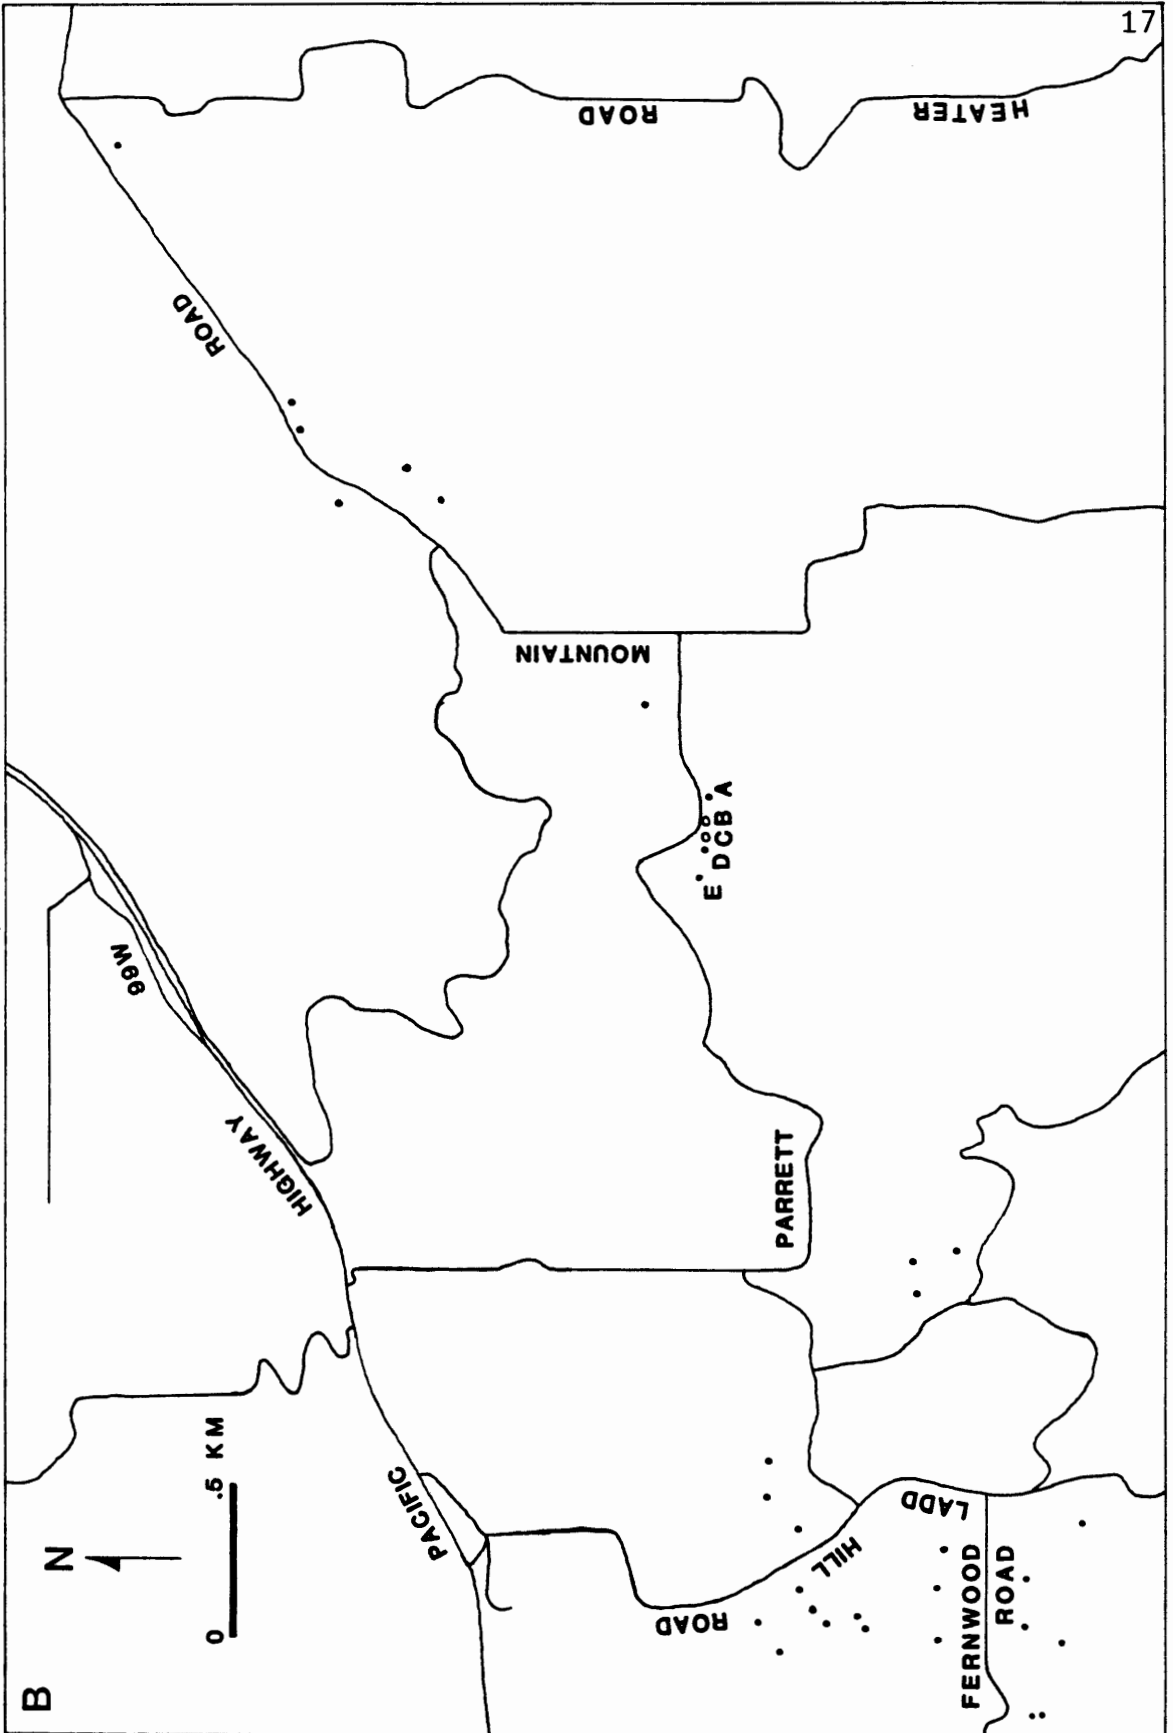 17
HEATER
ROAD
ROAD
MOUNTAIN
A
B
C
D
E
99W
HIGHWAY
PACIFIC
PARRETT
LADD
HILL
ROAD
FERNWOOD
ROAD
N
0 .5 KM
B